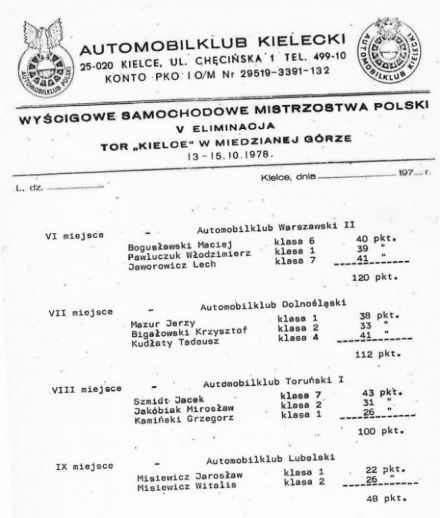 AUTOMOBILKLUB KIELECKI
25-020 KIELCE, UL. CHĘCIŃSKA 1 TEL. 499-10
KONTO PKO I O/M Nr 29519-3391-132
WYŚCIGOWE SAMOCHODOWE MISTRZOSTWA POLSKI
V ELIMINACJA
TOR „KIELCE" W MIEDZIANEJ GÓRZE
13-15.10.1978.
L. dz. Kielce, dnia 197 r.
VI miejsce - Automobilklub Warszawski II
Bogusławski Maciej klasa 6 40 pkt.
Pawluczuk Włodzimierz klasa 1 39 "
Jaworowicz Lech klasa 7 41 "
120 pkt.
VII miejsce - Automobilklub Dolnośląski
Mazur Jerzy klasa 1 38 pkt.
Bigałowski Krzysztof klasa 2 33 "
Kudłaty Tadeusz klasa 4 41 "
112 pkt.
VIII miejsce - Automobilklub Toruński I
Szmidt Jacek klasa 7 43 pkt.
Jakóbiak Mirosław klasa 2 31 "
Kamiński Grzegorz klasa 1 26 "
100 pkt.
IX miejsce - Automobilklub Lubelski
Misiewicz Jarosław klasa 1 22 pkt.
Misiewicz Witalis klasa 2 26 "
48 pkt.